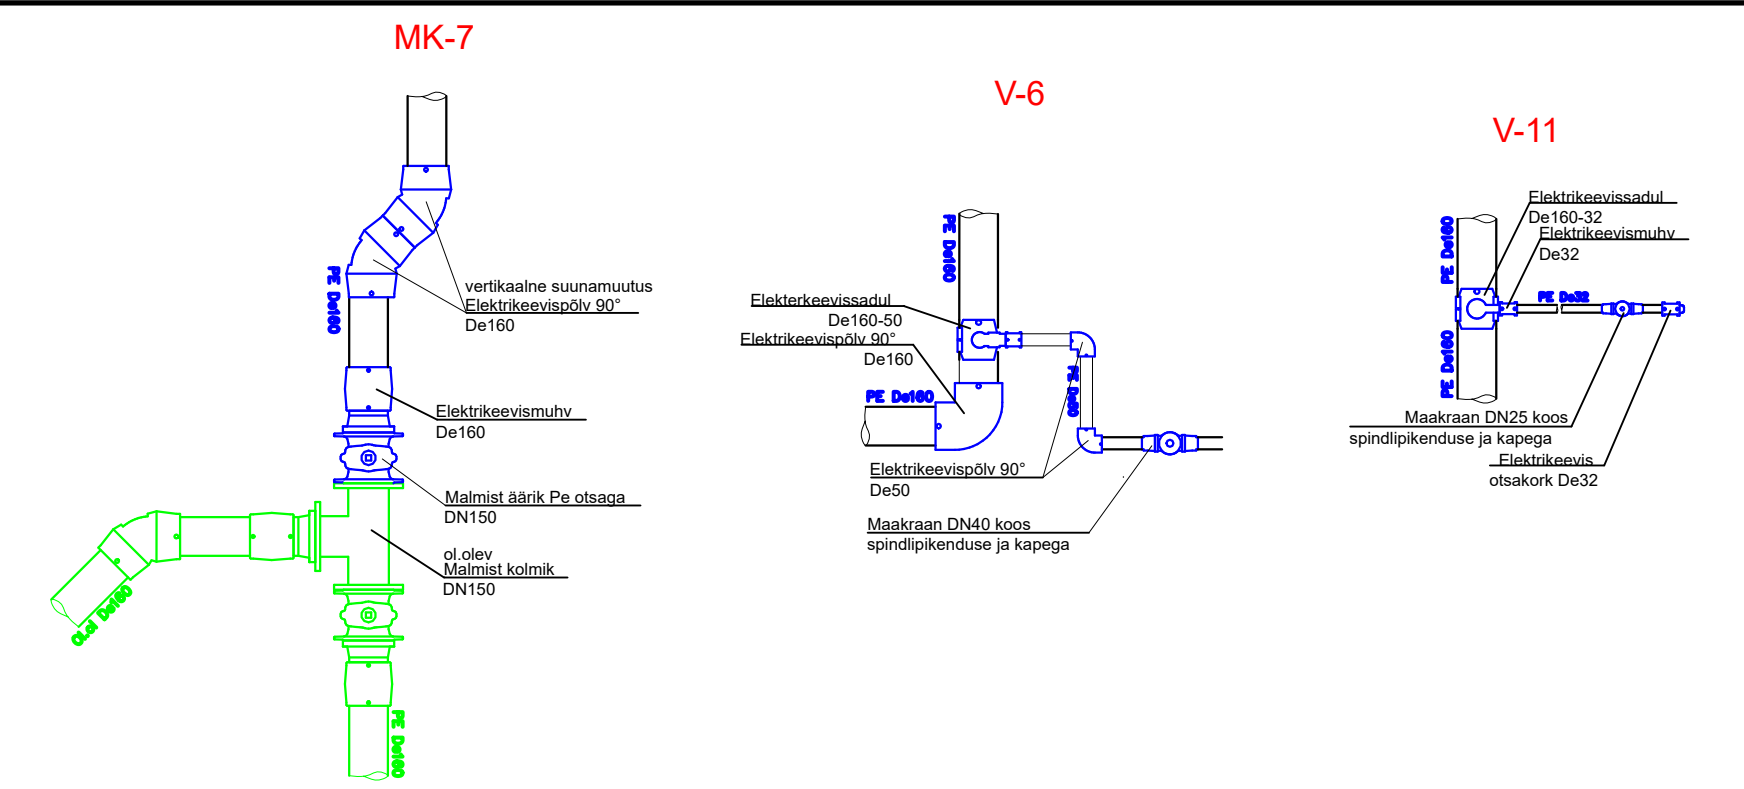 MK-7
vertikaalne suunamuutus
Elektrikeevispõlv 90°
De160
PE De160
Elektrikeevismuhv
De160
Malmist äärik Pe otsaga
DN150
ol.olev
Malmist kolmik
DN150
Ol.ol De160
PE De160
V-6
PE De160
Elekterkeevissadul
De160-50
Elektrikeevispõlv 90°
De160
PE De160
PE De50
Elektrikeevispõlv 90°
De50
Maakraan DN40 koos
spindlipikenduse ja kapega
V-11
Elektrikeevissadul
De160-32
Elektrikeevismuhv
De32
PE De160
PE De32
PE De160
Maakraan DN25 koos
spindlipikenduse ja kapega
Elektrikeevis
otsakork De32